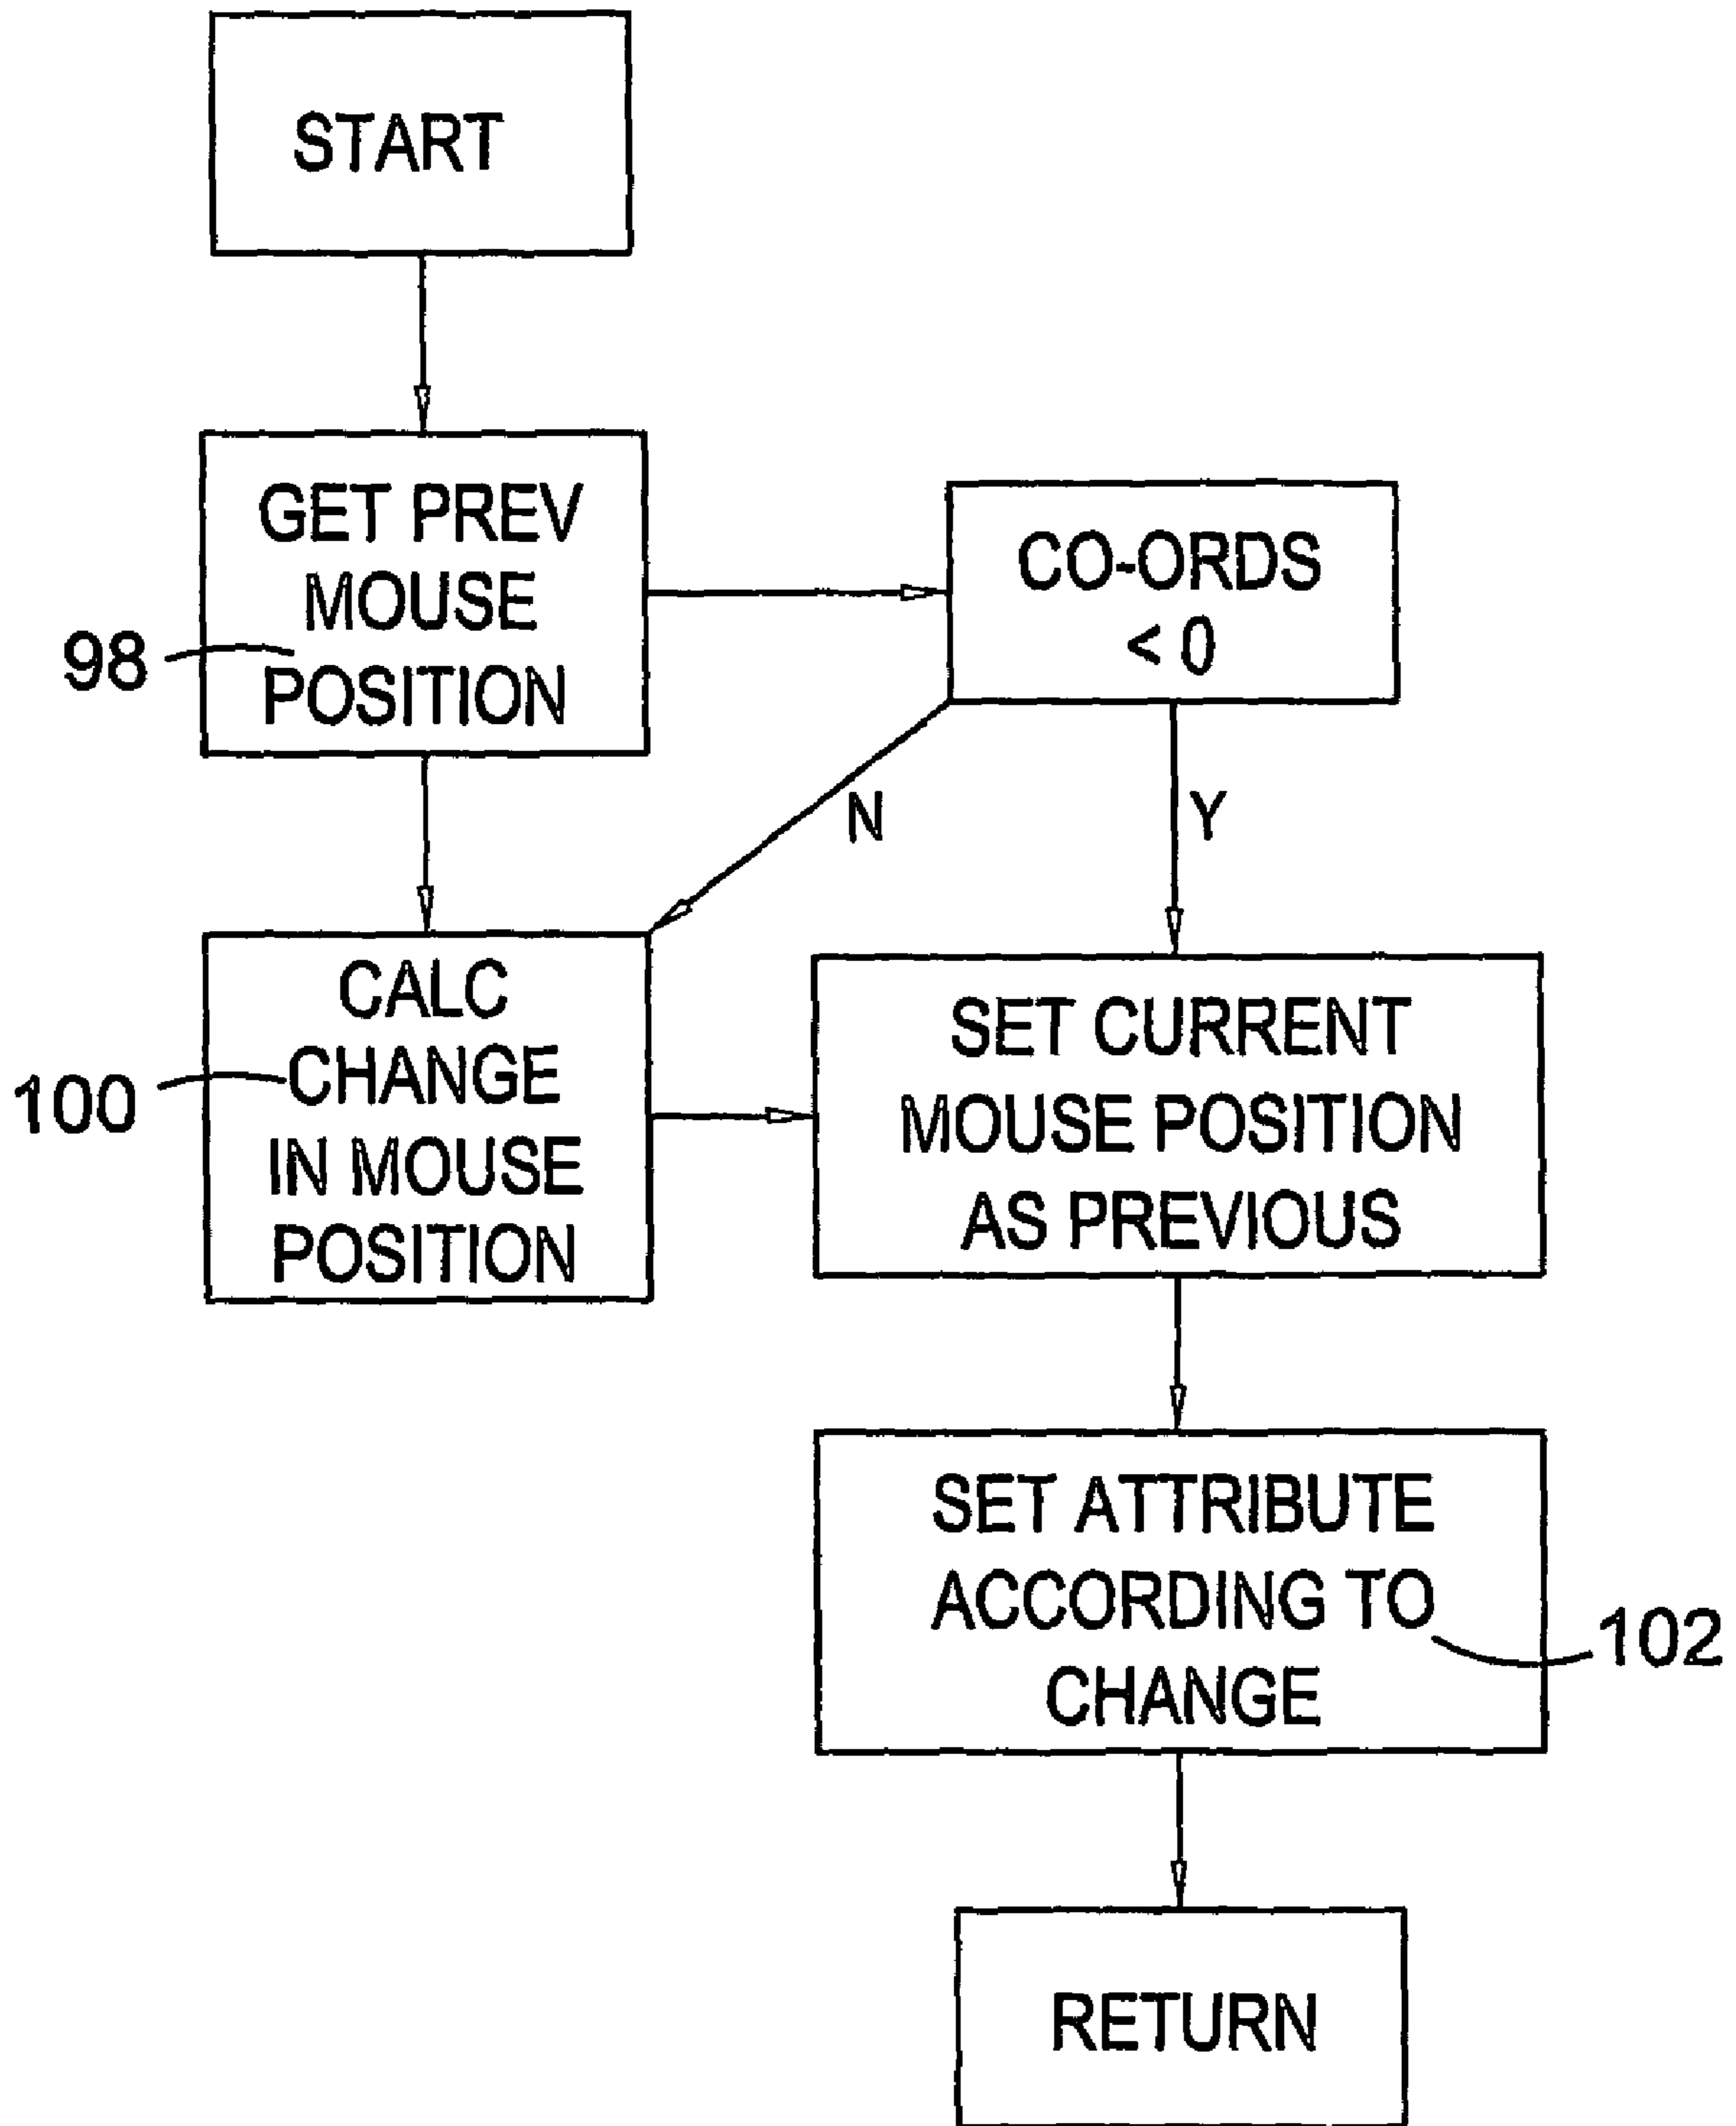 START
GET PREV
MOUSE
POSITION
98
CO-ORDS
< 0
N
Y
CALC
CHANGE
IN MOUSE
POSITION
100
SET CURRENT
MOUSE POSITION
AS PREVIOUS
SET ATTRIBUTE
ACCORDING TO
CHANGE
102
RETURN